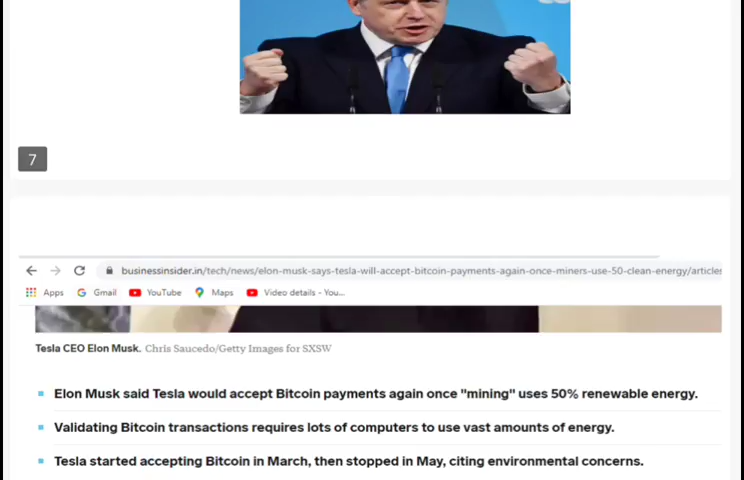 7
businessinsider.in/tech/news/elon-musk-says-tesla-will-accept-bitcoin-payments-again-once-miners-use-50-clean-energy/articles
Apps Gmail YouTube Maps Video details - You...
Tesla CEO Elon Musk. Chris Saucedo/Getty Images for SXSW
Elon Musk said Tesla would accept Bitcoin payments again once "mining" uses 50% renewable energy.
Validating Bitcoin transactions requires lots of computers to use vast amounts of energy.
Tesla started accepting Bitcoin in March, then stopped in May, citing environmental concerns.